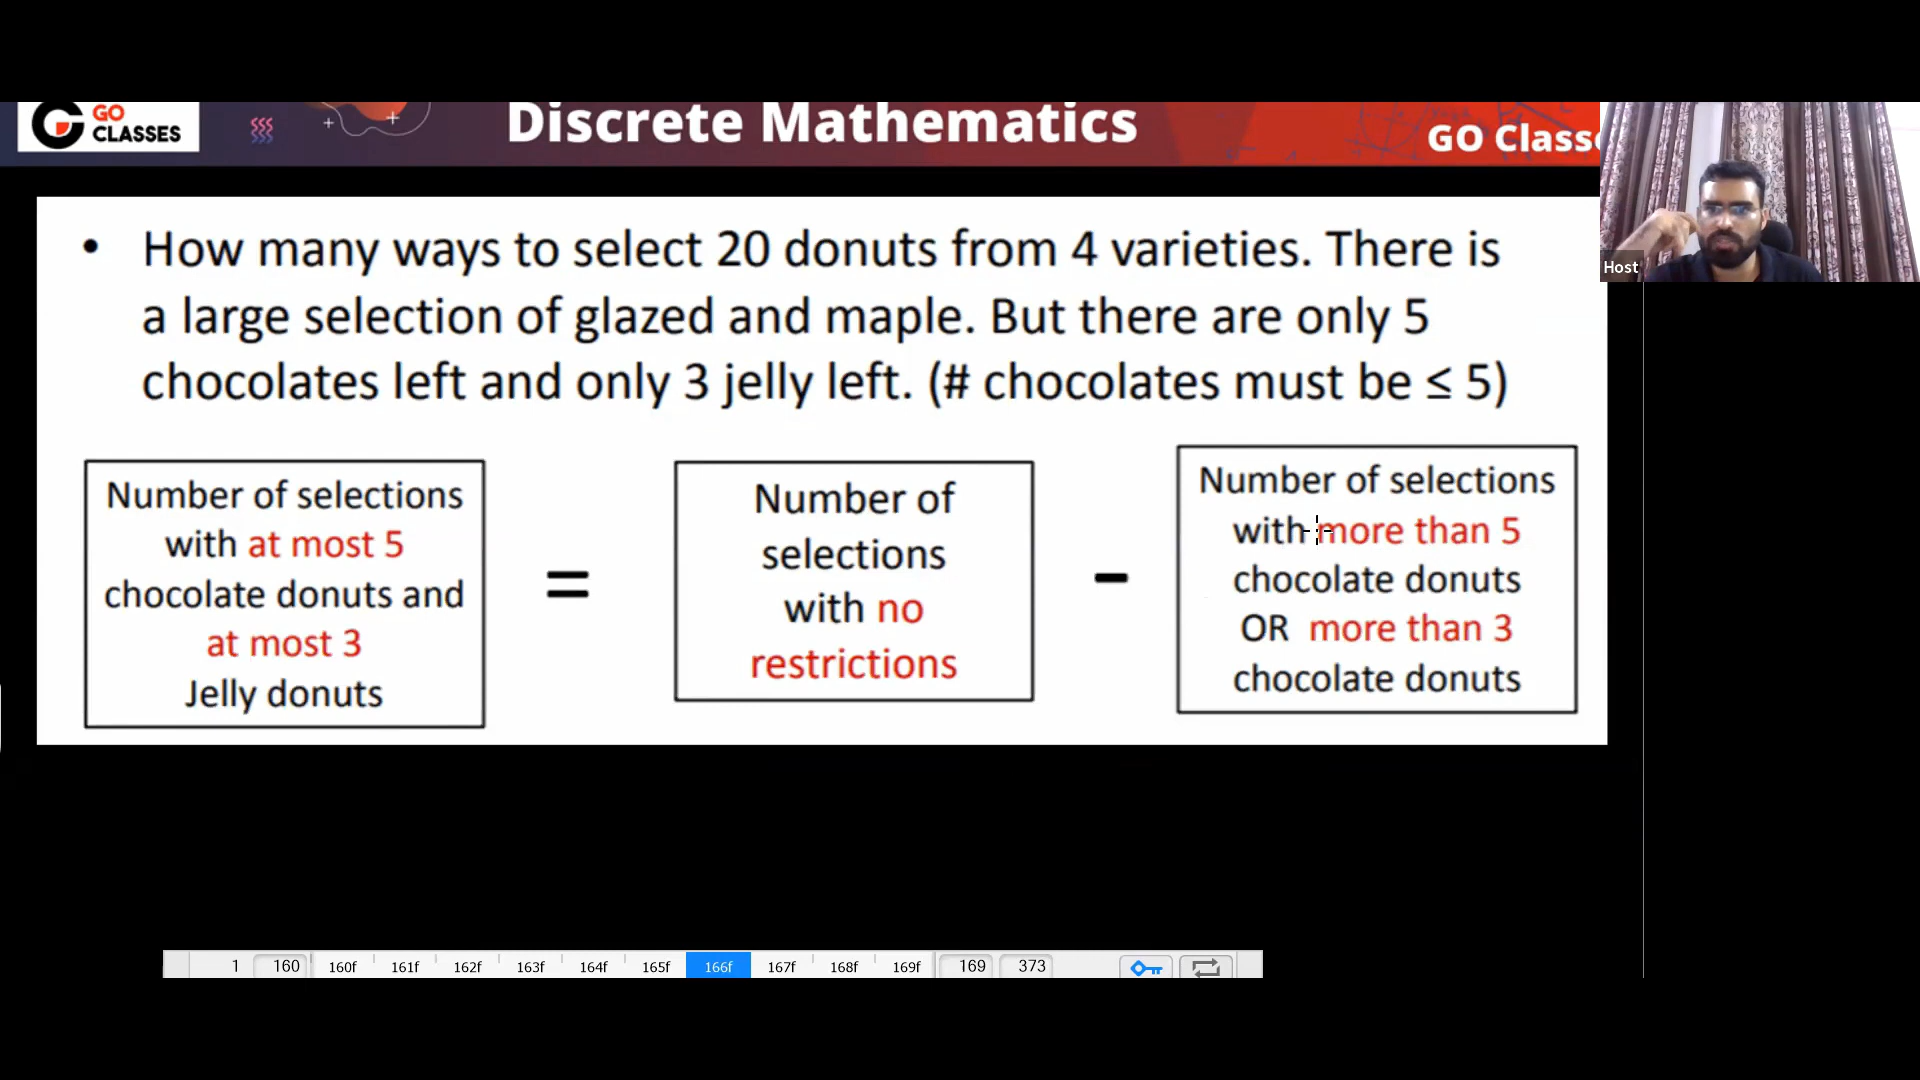 GO
CLASSES
Discrete Mathematics
GO Classe
Host
• How many ways to select 20 donuts from 4 varieties. There is
a large selection of glazed and maple. But there are only 5
chocolates left and only 3 jelly left. (# chocolates must be ≤ 5)
Number of selections
with at most 5
chocolate donuts and
at most 3
Jelly donuts
=
Number of
selections
with no
restrictions
-
Number of selections
with more than 5
chocolate donuts
OR more than 3
chocolate donuts
1 160 160f 161f 162f 163f 164f 165f 166f 167f 168f 169f 169 373